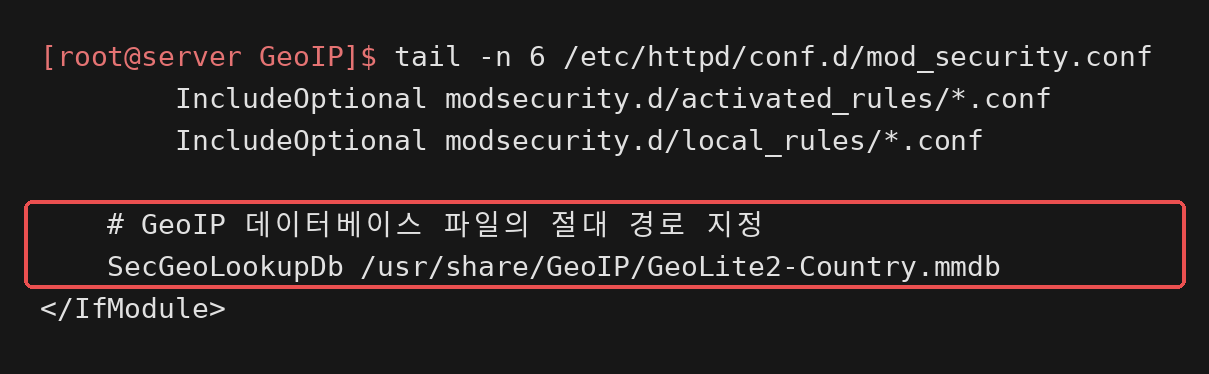 [root@server GeoIP]$ tail -n 6 /etc/httpd/conf.d/mod_security.conf
IncludeOptional modsecurity.d/activated_rules/*.conf
IncludeOptional modsecurity.d/local_rules/*.conf
# GeoIP 데이터베이스 파일의 절대 경로 지정
SecGeoLookupDb /usr/share/GeoIP/GeoLite2-Country.mmdb
</IfModule>